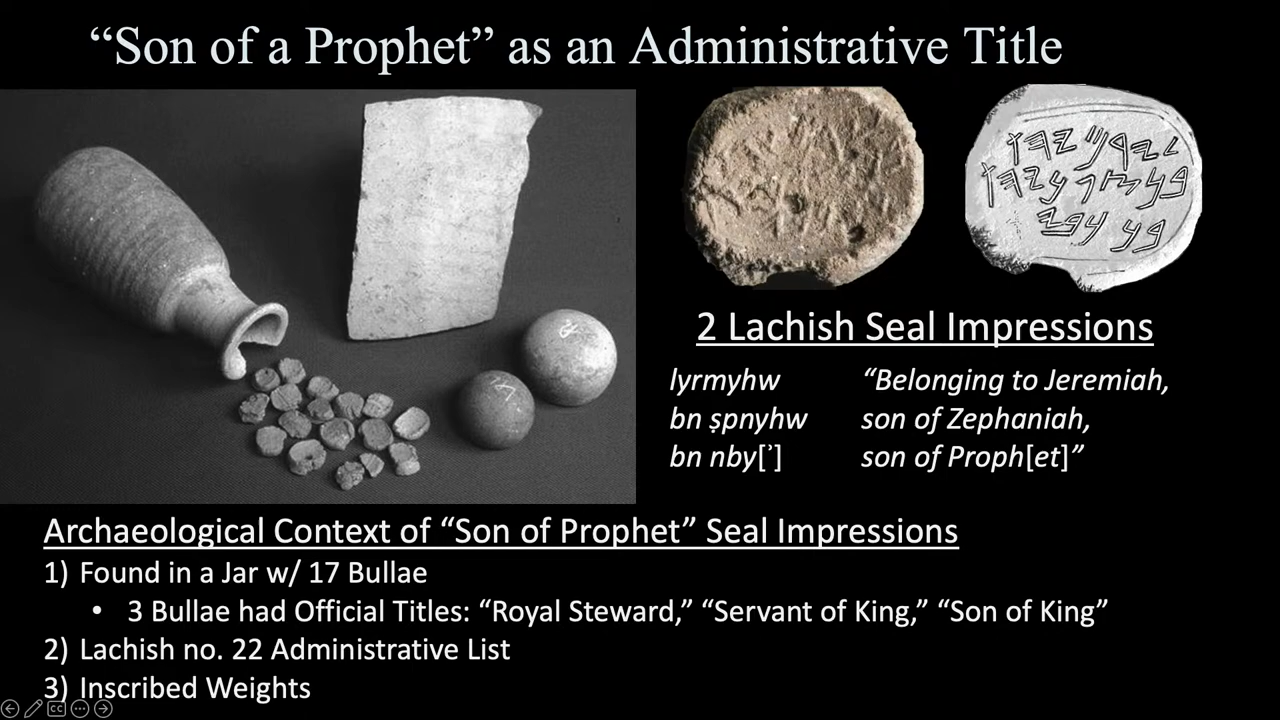 “Son of a Prophet” as an Administrative Title
2 Lachish Seal Impressions
lyrmyhw “Belonging to Jeremiah,
bn ṣpnyhw son of Zephaniah,
bn nby[ʾ] son of Proph[et]”
Archaeological Context of “Son of Prophet” Seal Impressions
1) Found in a Jar w/ 17 Bullae
• 3 Bullae had Official Titles: “Royal Steward,” “Servant of King,” “Son of King”
2) Lachish no. 22 Administrative List
3) Inscribed Weights